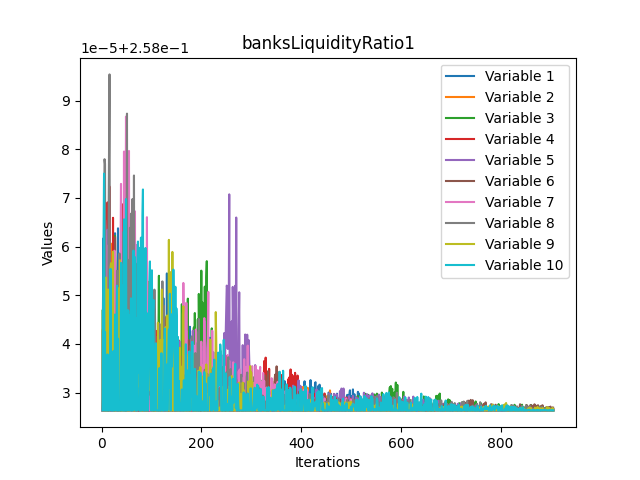 banksLiquidityRatio1
1e−5+2.58e−1
Values
9
8
7
6
5
4
3
0
200
400
600
800
Iterations
Variable 1
Variable 2
Variable 3
Variable 4
Variable 5
Variable 6
Variable 7
Variable 8
Variable 9
Variable 10